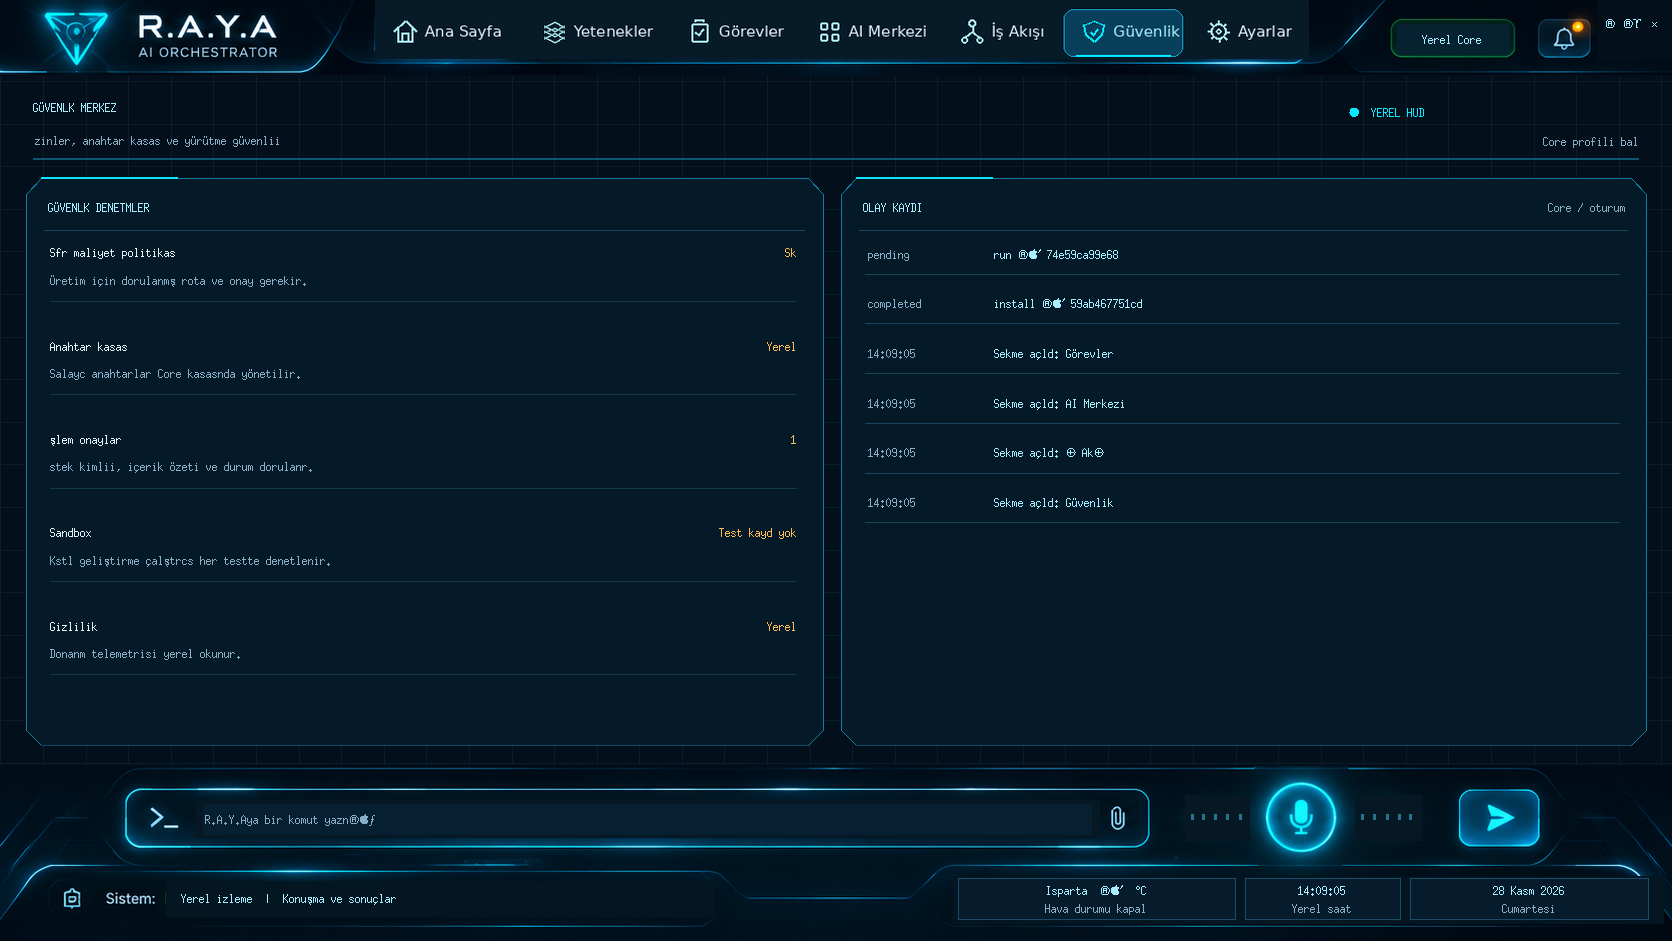 R.A.Y.A
AI ORCHESTRATOR
Ana Sayfa
Yetenekler
Görevler
AI Merkezi
İş Akışı
Güvenlik
Ayarlar
Yerel Core
GÜVENLK MERKEZ
YEREL HUD
zinler, anahtar kasas ve yürütme güvenlii
Core profili bal
GÜVENLK DENETMLER
Sfr maliyet politikas
Sk
Üretim için dorulanmş rota ve onay gerekir.
Anahtar kasas
Yerel
Salayc anahtarlar Core kasasnda yönetilir.
şlem onaylar
1
stek kimlii, içerik özeti ve durum dorulanr.
Sandbox
Test kayd yok
Kstl geliştirme çalştrcs her testte denetlenir.
Gizlilik
Yerel
Donanm telemetrisi yerel okunur.
OLAY KAYDI
Core / oturum
pending
run 74e59ca99e68
completed
install 59ab467751cd
14:09:05
Sekme açld: Görevler
14:09:05
Sekme açld: AI Merkezi
14:09:05
Sekme açld: ⊕ Ak⊕
14:09:05
Sekme açld: Güvenlik
R.A.Y.Aya bir komut yazn
Sistem:
Yerel izleme | Konuşma ve sonuçlar
Isparta °C
Hava durumu kapal
14:09:05
Yerel saat
28 Kasm 2026
Cumartesi